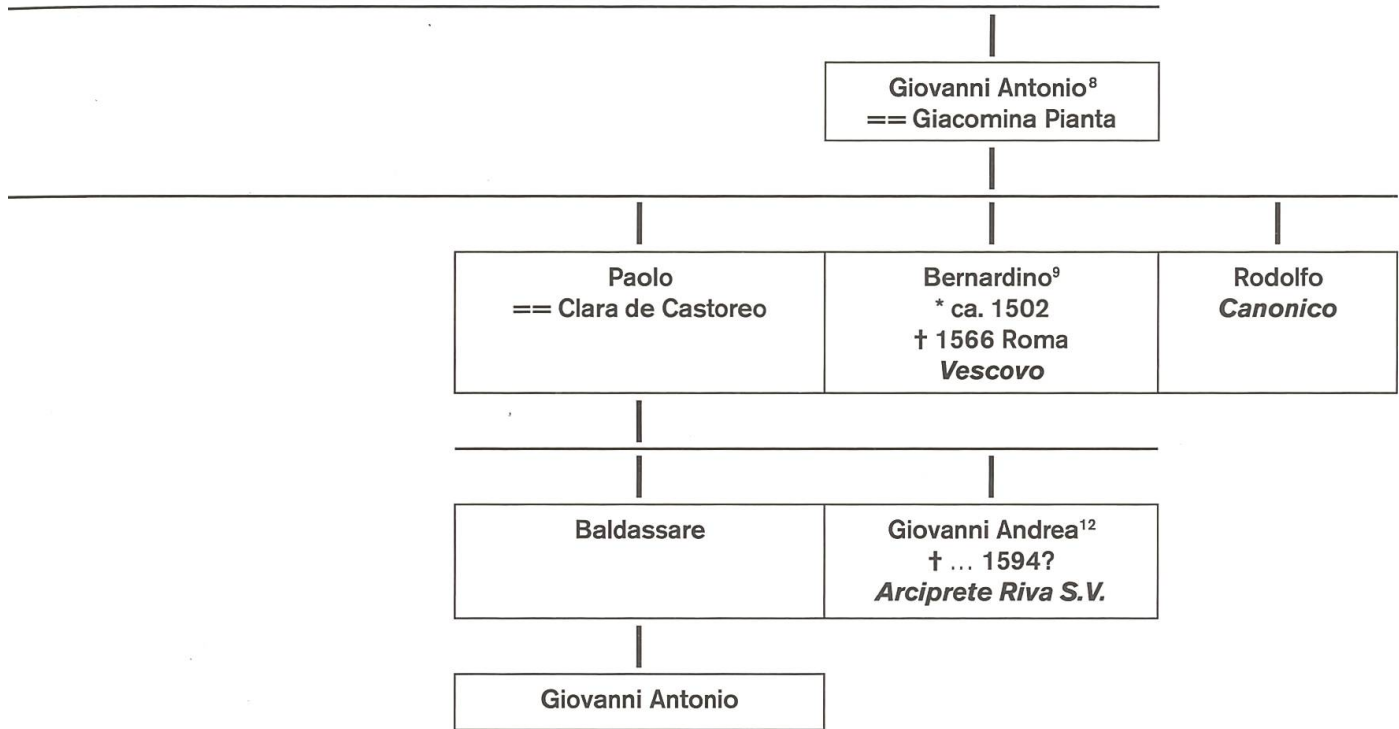 Giovanni Antonio⁸
== Giacomina Pianta
Paolo
== Clara de Castoreo
Bernardino⁹
* ca. 1502
† 1566 Roma
Vescovo
Rodolfo
Canonico
Baldassare
Giovanni Andrea¹²
† ... 1594?
Arciprete Riva S.V.
Giovanni Antonio